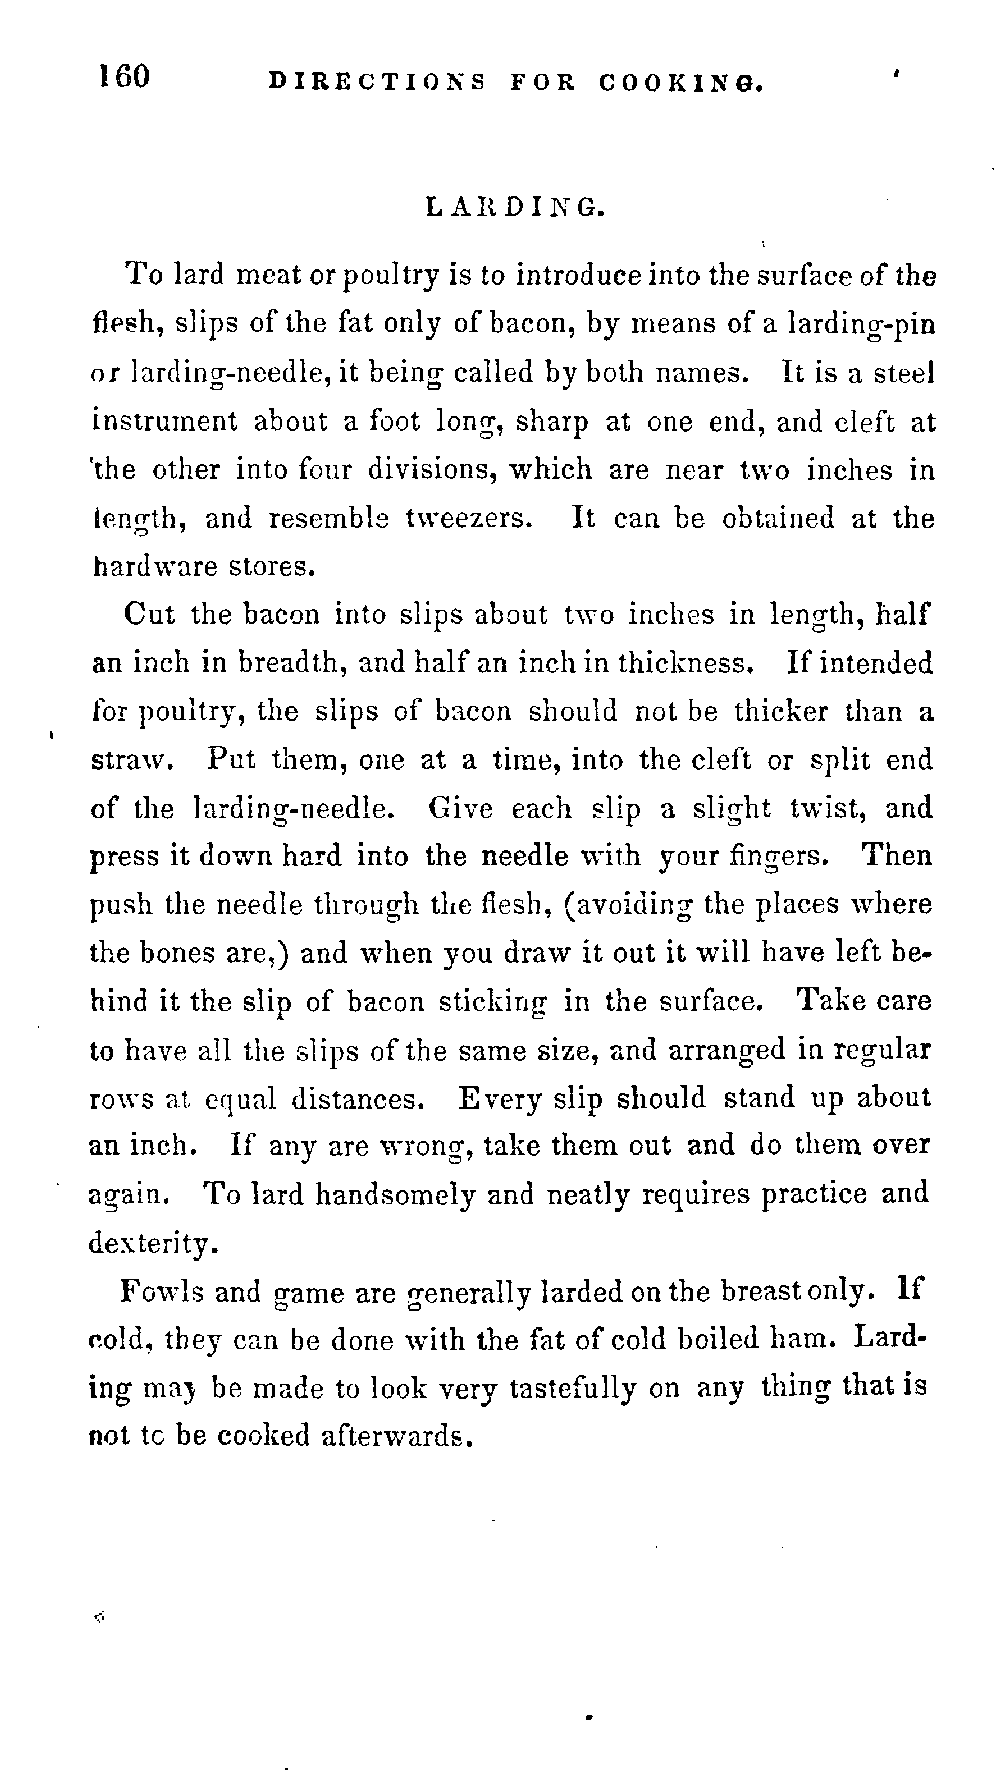 160 DIRECTIONS FOR COOKING.
LARDING.
To lard meat or poultry is to introduce into the surface of the
flesh, slips of the fat only of bacon, by means of a larding-pin
or larding-needle, it being called by both names. It is a steel
instrument about a foot long, sharp at one end, and cleft at
the other into four divisions, which are near two inches in
length, and resemble tweezers. It can be obtained at the
hardware stores.
Cut the bacon into slips about two inches in length, half
an inch in breadth, and half an inch in thickness. If intended
for poultry, the slips of bacon should not be thicker than a
straw. Put them, one at a time, into the cleft or split end
of the larding-needle. Give each slip a slight twist, and
press it down hard into the needle with your fingers. Then
push the needle through the flesh, (avoiding the places where
the bones are,) and when you draw it out it will have left be-
hind it the slip of bacon sticking in the surface. Take care
to have all the slips of the same size, and arranged in regular
rows at equal distances. Every slip should stand up about
an inch. If any are wrong, take them out and do them over
again. To lard handsomely and neatly requires practice and
dexterity.
Fowls and game are generally larded on the breast only. If
cold, they can be done with the fat of cold boiled ham. Lard-
ing may be made to look very tastefully on any thing that is
not to be cooked afterwards.